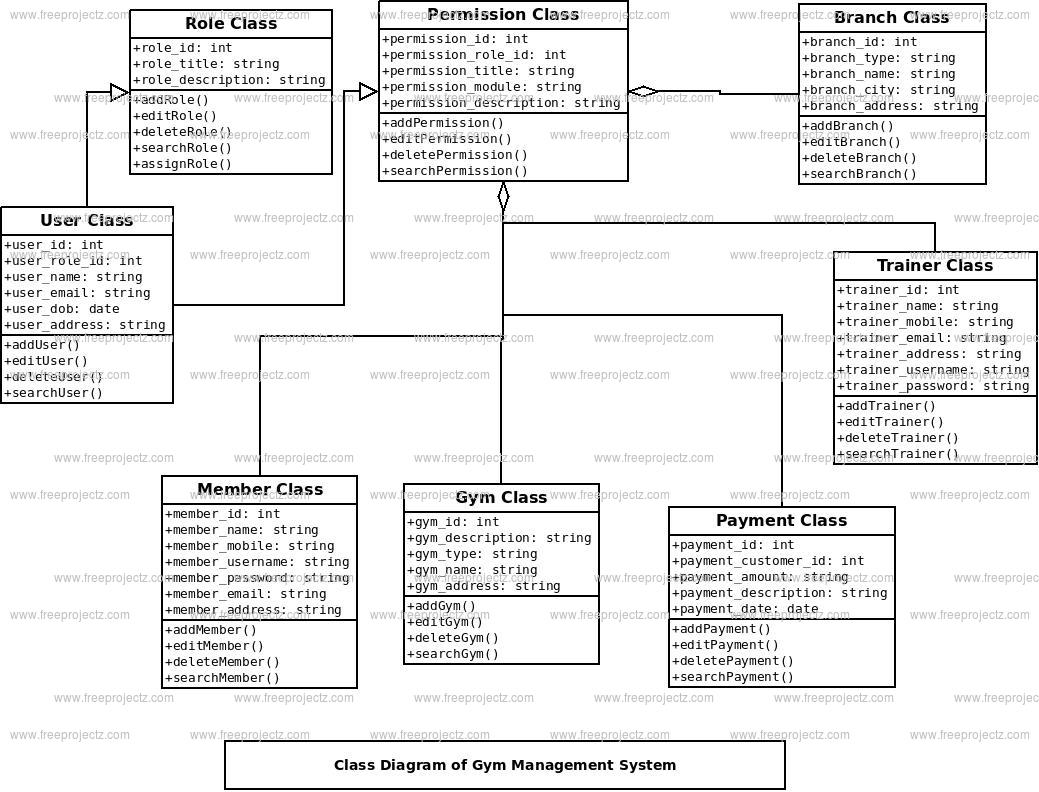 Role Class
+role_id: int
+role_title: string
+role_description: string
+addRole()
+editRole()
+deleteRole()
+searchRole()
+assignRole()
Permission Class
+permission_id: int
+permission_role_id: int
+permission_title: string
+permission_module: string
+permission_description: string
+addPermission()
+editPermission()
+deletePermission()
+searchPermission()
Branch Class
+branch_id: int
+branch_type: string
+branch_name: string
+branch_city: string
+branch_address: string
+addBranch()
+editBranch()
+deleteBranch()
+searchBranch()
User Class
+user_id: int
+user_role_id: int
+user_name: string
+user_email: string
+user_dob: date
+user_address: string
+addUser()
+editUser()
+deleteUser()
+searchUser()
Trainer Class
+trainer_id: int
+trainer_name: string
+trainer_mobile: string
+trainer_email: string
+trainer_address: string
+trainer_username: string
+trainer_password: string
+addTrainer()
+editTrainer()
+deleteTrainer()
+searchTrainer()
Member Class
+member_id: int
+member_name: string
+member_mobile: string
+member_username: string
+member_password: string
+member_email: string
+member_address: string
+addMember()
+editMember()
+deleteMember()
+searchMember()
Gym Class
+gym_id: int
+gym_description: string
+gym_type: string
+gym_name: string
+gym_address: string
+addGym()
+editGym()
+deleteGym()
+searchGym()
Payment Class
+payment_id: int
+payment_customer_id: int
+payment_amount: string
+payment_description: string
+payment_date: date
+addPayment()
+editPayment()
+deletePayment()
+searchPayment()
Class Diagram of Gym Management System
www.freeprojectz.com